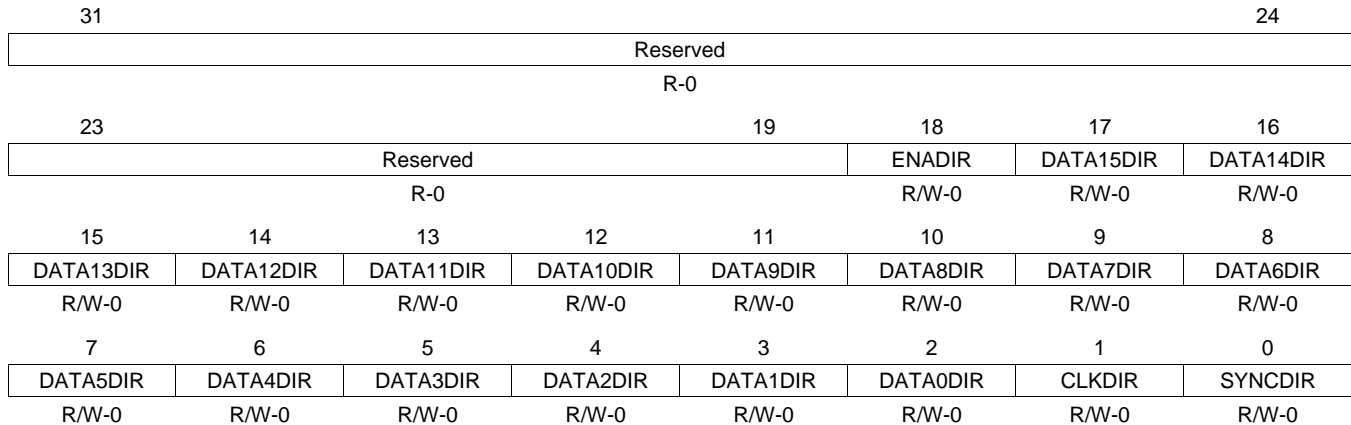 31 24
Reserved
R-0
23 19 18 17 16
Reserved ENADIR DATA15DIR DATA14DIR
R-0 R/W-0 R/W-0 R/W-0
15 14 13 12 11 10 9 8
DATA13DIR DATA12DIR DATA11DIR DATA10DIR DATA9DIR DATA8DIR DATA7DIR DATA6DIR
R/W-0 R/W-0 R/W-0 R/W-0 R/W-0 R/W-0 R/W-0 R/W-0
7 6 5 4 3 2 1 0
DATA5DIR DATA4DIR DATA3DIR DATA2DIR DATA1DIR DATA0DIR CLKDIR SYNCDIR
R/W-0 R/W-0 R/W-0 R/W-0 R/W-0 R/W-0 R/W-0 R/W-0